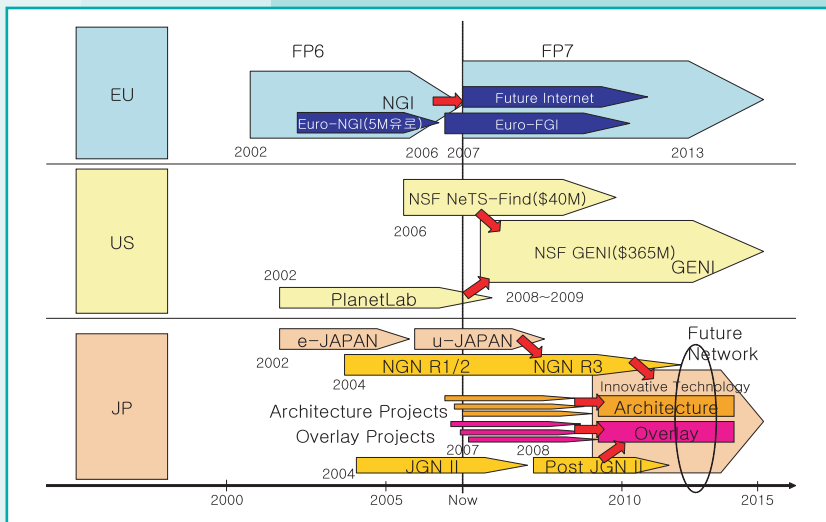 FP6
FP7
EU
NGI
Future Internet
Euro-NGI(5M유로)
Euro-FGI
2002
2006
2007
2013
US
NSF NeTS-Find($40M)
2006
NSF GENI($365M)
GENI
2002
PlanetLab
2008~2009
JP
e-JAPAN
u-JAPAN
Future
Network
2002
2004
NGN R1/2
NGN R3
Innovative Technology
Architecture Projects
Architecture
Overlay Projects
Overlay
2007
2008
2004
JGN II
Post JGN II
2000
2005
Now
2010
2015